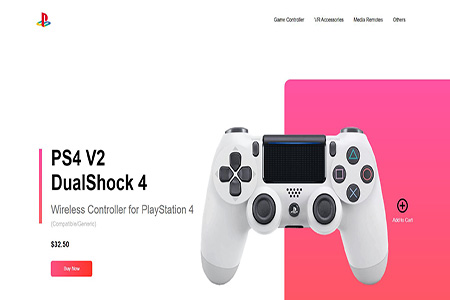 Game Controller VR Accessories Media Remotes Others
PS4 V2
DualShock 4
Wireless Controller for PlayStation 4
(Compatible/Generic)
$32.50
Buy Now
Add to Cart